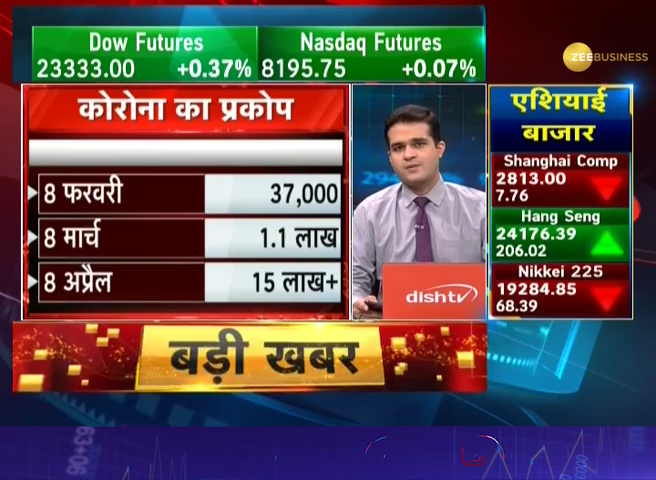 Dow Futures
23333.00 +0.37%
Nasdaq Futures
8195.75 +0.07%
ZEE BUSINESS
कोरोना का प्रकोप
8 फरवरी 37,000
8 मार्च 1.1 लाख
8 अप्रैल 15 लाख+
dishtv
एशियाई
बाजार
Shanghai Comp
2813.00
7.76
Hang Seng
24176.39
206.02
Nikkei 225
19284.85
68.39
बड़ी खबर